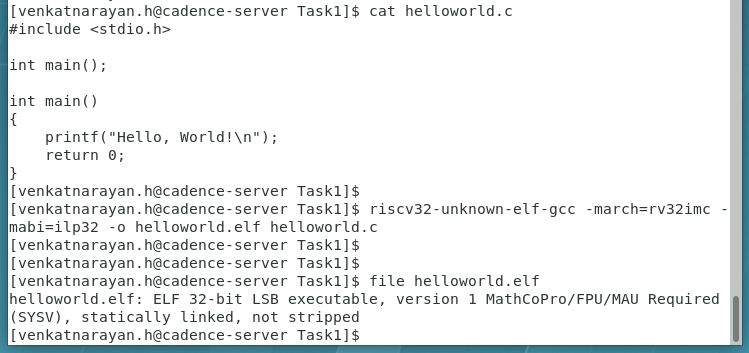 [venkatnarayan.h@cadence-server Task1]$ cat helloworld.c
#include <stdio.h>

int main();

int main()
{
    printf("Hello, World!\n");
    return 0;
}
[venkatnarayan.h@cadence-server Task1]$
[venkatnarayan.h@cadence-server Task1]$ riscv32-unknown-elf-gcc -march=rv32imc -
mabi=ilp32 -o helloworld.elf helloworld.c
[venkatnarayan.h@cadence-server Task1]$
[venkatnarayan.h@cadence-server Task1]$
[venkatnarayan.h@cadence-server Task1]$ file helloworld.elf
helloworld.elf: ELF 32-bit LSB executable, version 1 MathCoPro/FPU/MAU Required
(SYSV), statically linked, not stripped
[venkatnarayan.h@cadence-server Task1]$